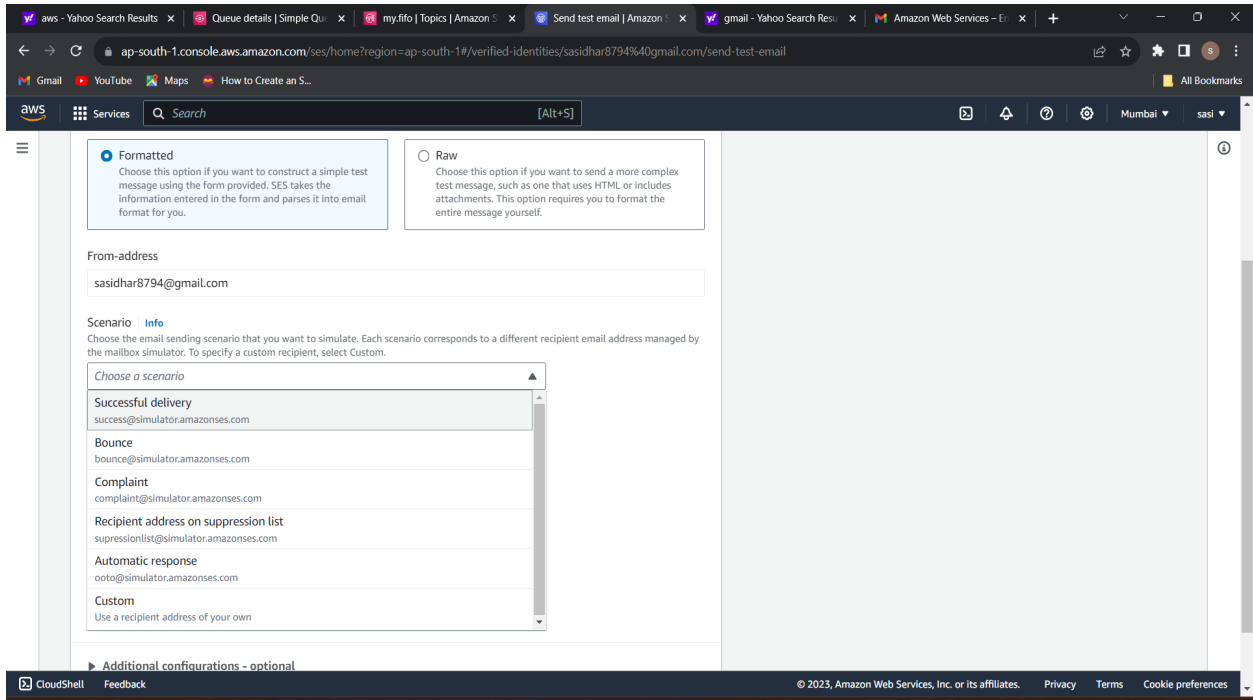 aws - Yahoo Search Results
Queue details | Simple Que
my.fifo | Topics | Amazon S
Send test email | Amazon S
gmail - Yahoo Search Resu
Amazon Web Services – En
ap-south-1.console.aws.amazon.com/ses/home?region=ap-south-1#/verified-identities/sasidhar8794%40gmail.com/send-test-email
S
Gmail
YouTube
Maps
How to Create an S...
All Bookmarks
aws
Services
Search
[Alt+S]
Mumbai
sasi
Formatted
Choose this option if you want to construct a simple test
message using the form provided. SES takes the
information entered in the form and parses it into email
format for you.
Raw
Choose this option if you want to send a more complex
test message, such as one that uses HTML or includes
attachments. This option requires you to format the
entire message yourself.
From-address
sasidhar8794@gmail.com
Scenario Info
Choose the email sending scenario that you want to simulate. Each scenario corresponds to a different recipient email address managed by
the mailbox simulator. To specify a custom recipient, select Custom.
Choose a scenario
Successful delivery
success@simulator.amazonses.com
Bounce
bounce@simulator.amazonses.com
Complaint
complaint@simulator.amazonses.com
Recipient address on suppression list
supressionlist@simulator.amazonses.com
Automatic response
ooto@simulator.amazonses.com
Custom
Use a recipient address of your own
Additional configurations - optional
CloudShell
Feedback
© 2023, Amazon Web Services, Inc. or its affiliates.
Privacy
Terms
Cookie preferences